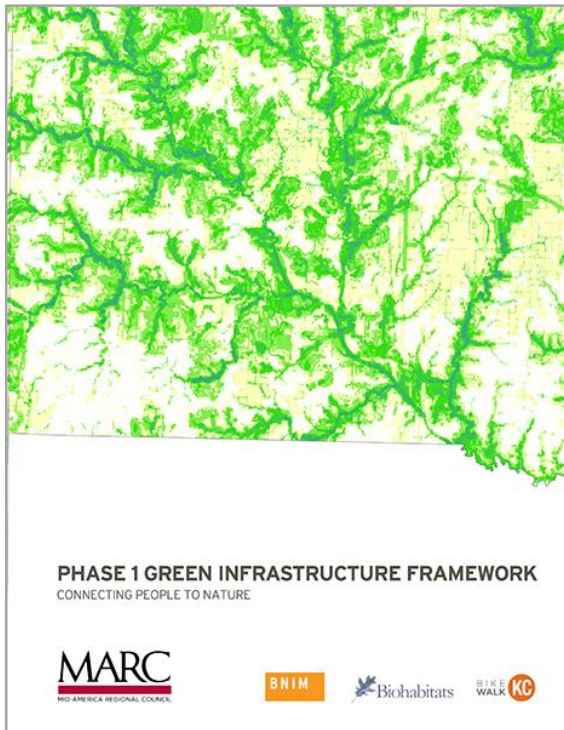 PHASE 1 GREEN INFRASTRUCTURE FRAMEWORK
CONNECTING PEOPLE TO NATURE
MARC
MID-AMERICA REGIONAL COUNCIL
BNIM
Biohabitats
BIKE
WALK KC